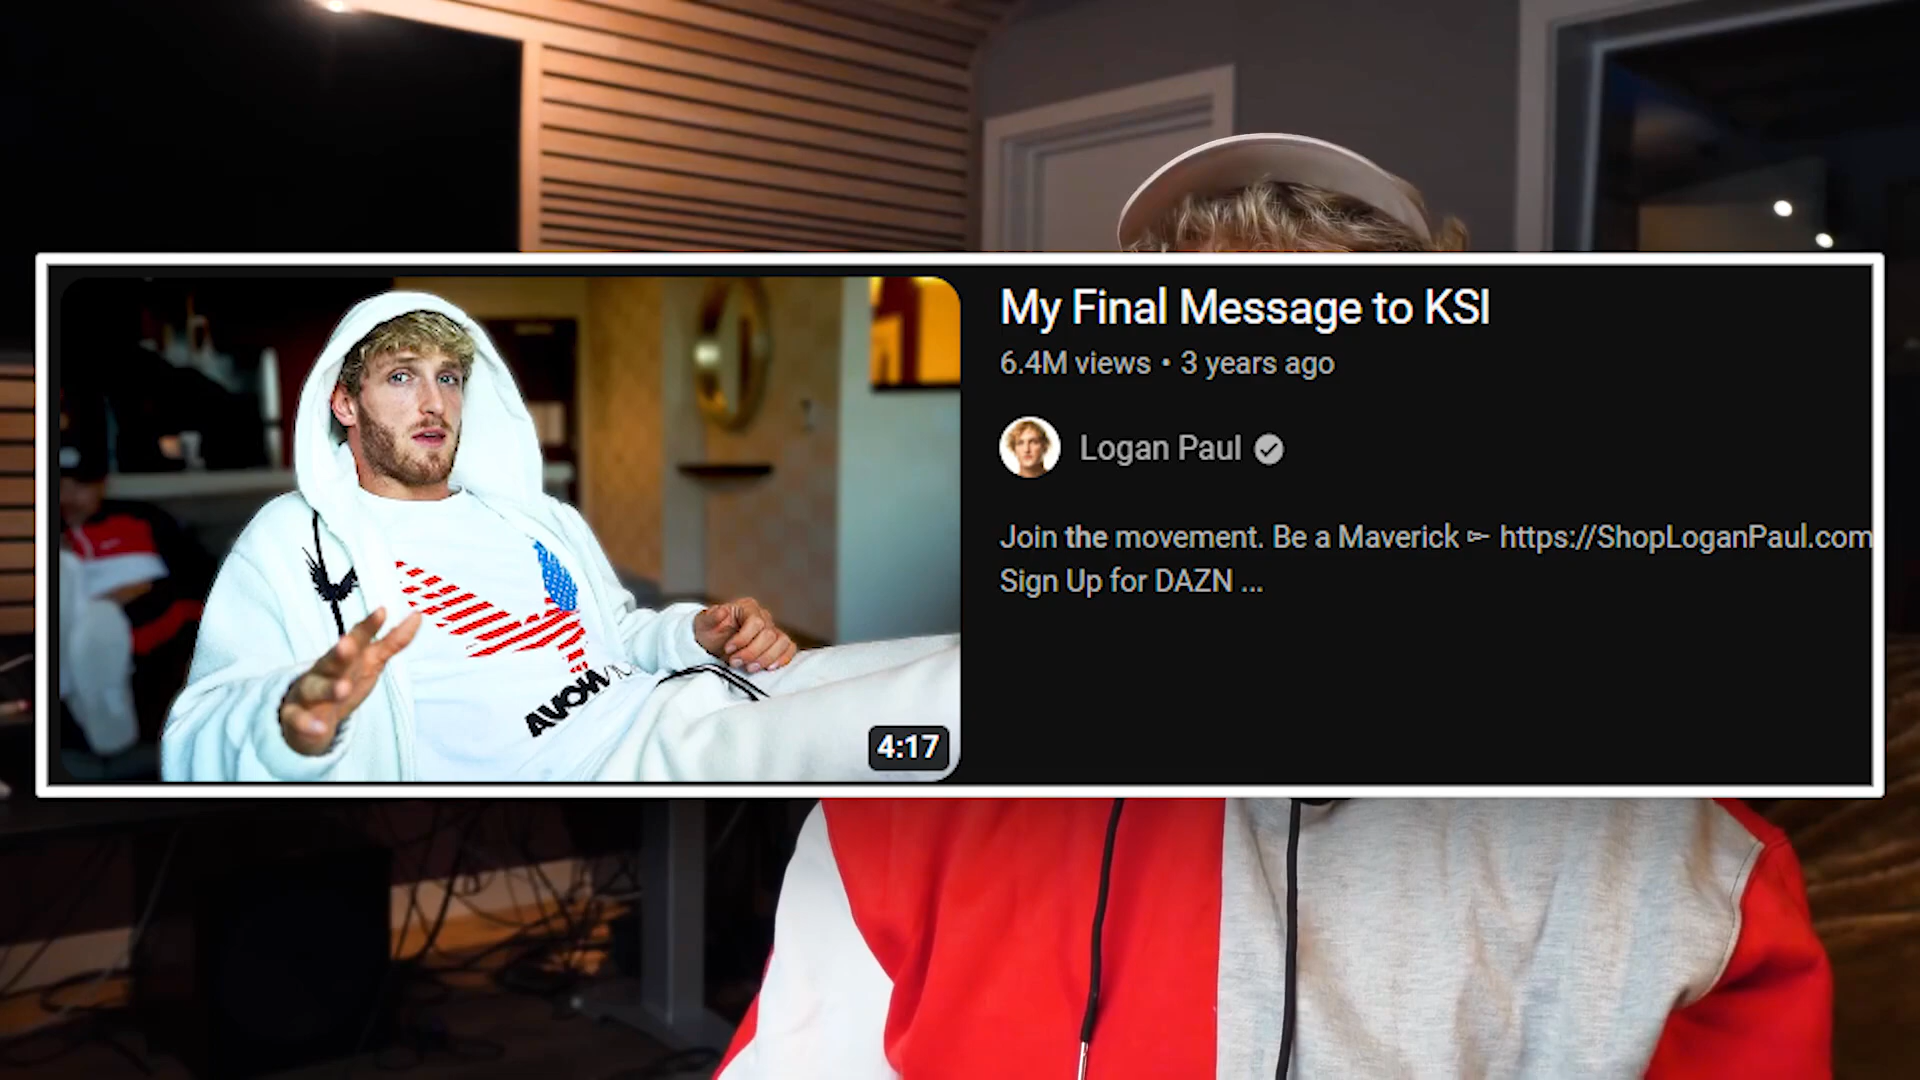 My Final Message to KSI
6.4M views • 3 years ago
Logan Paul
Join the movement. Be a Maverick ➣ https://ShopLoganPaul.com
Sign Up for DAZN ...
4:17